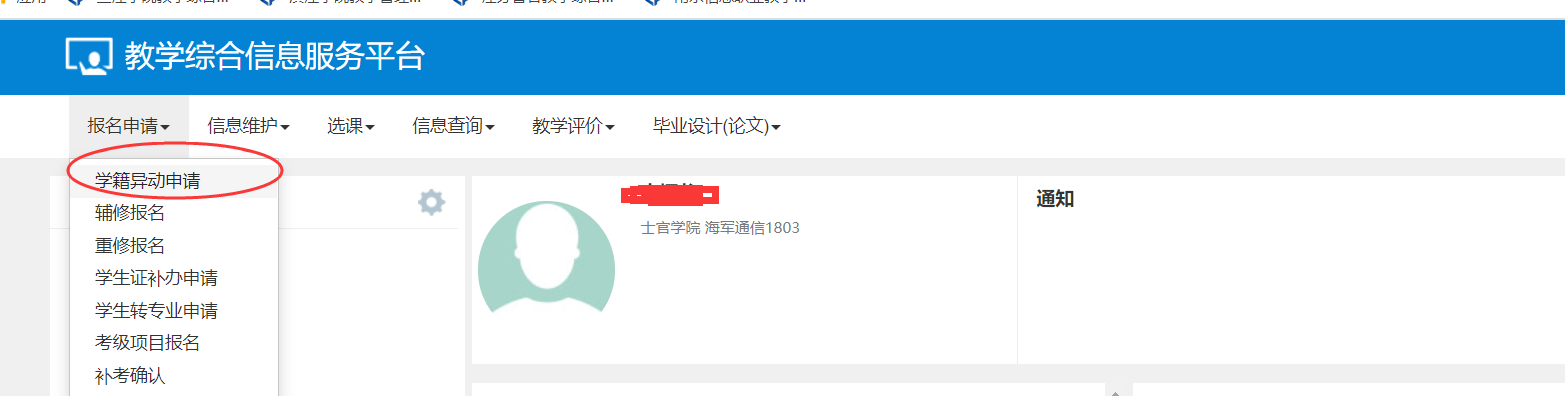 教学综合信息服务平台
报名申请 信息维护 选课 信息查询 教学评价 毕业设计(论文)
学籍异动申请
辅修报名
重修报名
学生证补办申请
学生转专业申请
考级项目报名
补考确认
士官学院 海军通信1803
通知